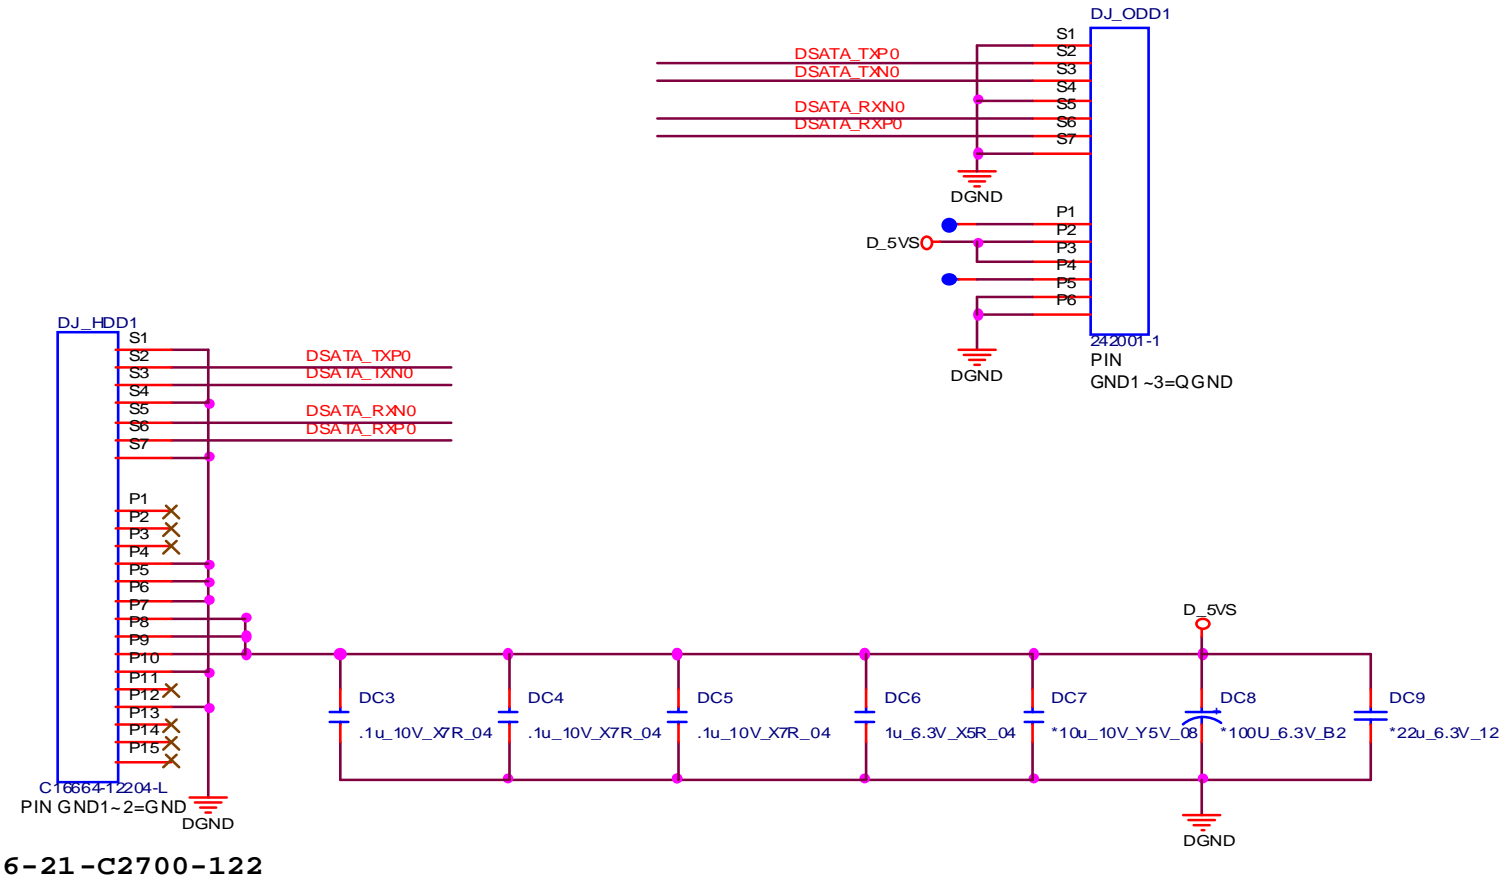 DJ_ODD1
S1
S2
DSATA_TXP0
S3
DSATA_TXN0
S4
S5
DSATA_RXN0
S6
DSATA_RXP0
S7
DGND
P1
P2
D_5VS
P3
P4
P5
P6
242001-1
PIN
GND1~3=QGND
DGND
DJ_HDD1
S1
S2
DSATA_TXP0
S3
DSATA_TXN0
S4
S5
DSATA_RXN0
S6
DSATA_RXP0
S7
P1
P2
P3
P4
P5
P6
P7
P8
P9
P10
P11
P12
P13
P14
P15
C16664-12204-L
PIN GND1~2=GND
DGND
D_5VS
DC3
.1u_10V_X7R_04
DC4
.1u_10V_X7R_04
DC5
.1u_10V_X7R_04
DC6
1u_6.3V_X5R_04
DC7
*10u_10V_Y5V_08
DC8
+
*100U_6.3V_B2
DC9
*22u_6.3V_12
DGND
6-21-C2700-122